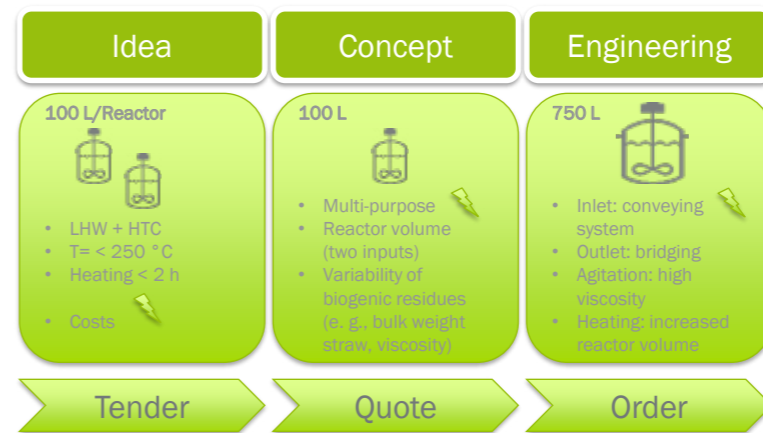 Idea
Concept
Engineering
100 L/Reactor
• LHW + HTC
• T= < 250 °C
• Heating < 2 h
• Costs
100 L
• Multi-purpose
• Reactor volume
(two inputs)
• Variability of
biogenic residues
(e. g., bulk weight
straw, viscosity)
750 L
• Inlet: conveying
system
• Outlet: bridging
• Agitation: high
viscosity
• Heating: increased
reactor volume
Tender
Quote
Order